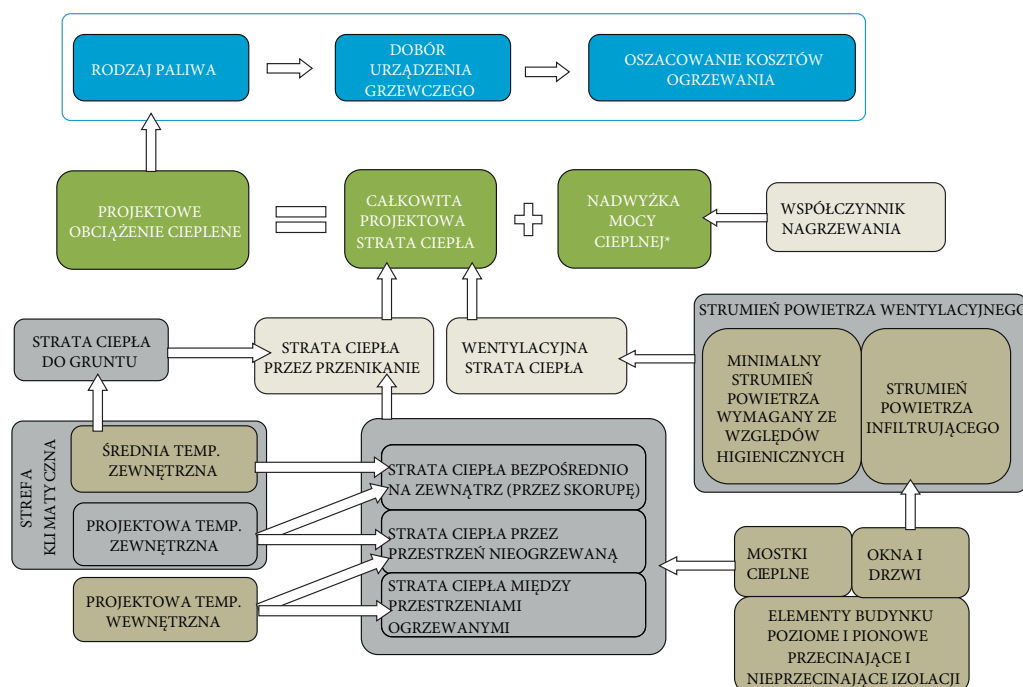 RODZAJ PALIWA
DOBÓR
URZĄDZENIA
GRZEWCZEGO
OSZACOWANIE KOSZTÓW
OGRZEWANIA
PROJEKTOWE
OBCIĄŻENIE CIEPLENE
CAŁKOWITA
PROJEKTOWA
STRATA CIEPŁA
NADWYŻKA
MOCY
CIEPLNEJ*
WSPÓŁCZYNNIK
NAGRZEWANIA
STRATA CIEPŁA
DO GRUNTU
STRATA CIEPŁA
PRZEZ PRZENIKANIE
WENTYLACYJNA
STRATA CIEPŁA
STRUMIEŃ POWIETRZA WENTYLACYJNEGO
MINIMALNY
STRUMIEŃ
POWIETRZA
WYMAGANY ZE
WZGLĘDÓW
HIGIENICZNYCH
STRUMIEŃ
POWIETRZA
INFILTRUJĄCEGO
STREFA
KLIMATYCZNA
ŚREDNIA TEMP.
ZEWNĘTRZNA
PROJEKTOWA TEMP.
ZEWNĘTRZNA
PROJEKTOWA TEMP.
WEWNĘTRZNA
STRATA CIEPŁA BEZPOŚREDNIO
NA ZEWNĄTRZ (PRZEZ SKORUPĘ)
STRATA CIEPŁA PRZEZ
PRZESTRZEŃ NIEOGRZEWANĄ
STRATA CIEPŁA MIĘDZY
PRZESTRZENIAMI
OGRZEWANYMI
MOSTKI
CIEPLNE
OKNA I
DRZWI
ELEMENTY BUDYNKU
POZIOME I PIONOWE
PRZECINAJĄCE I
NIEPRZECINAJĄCE IZOLACJI